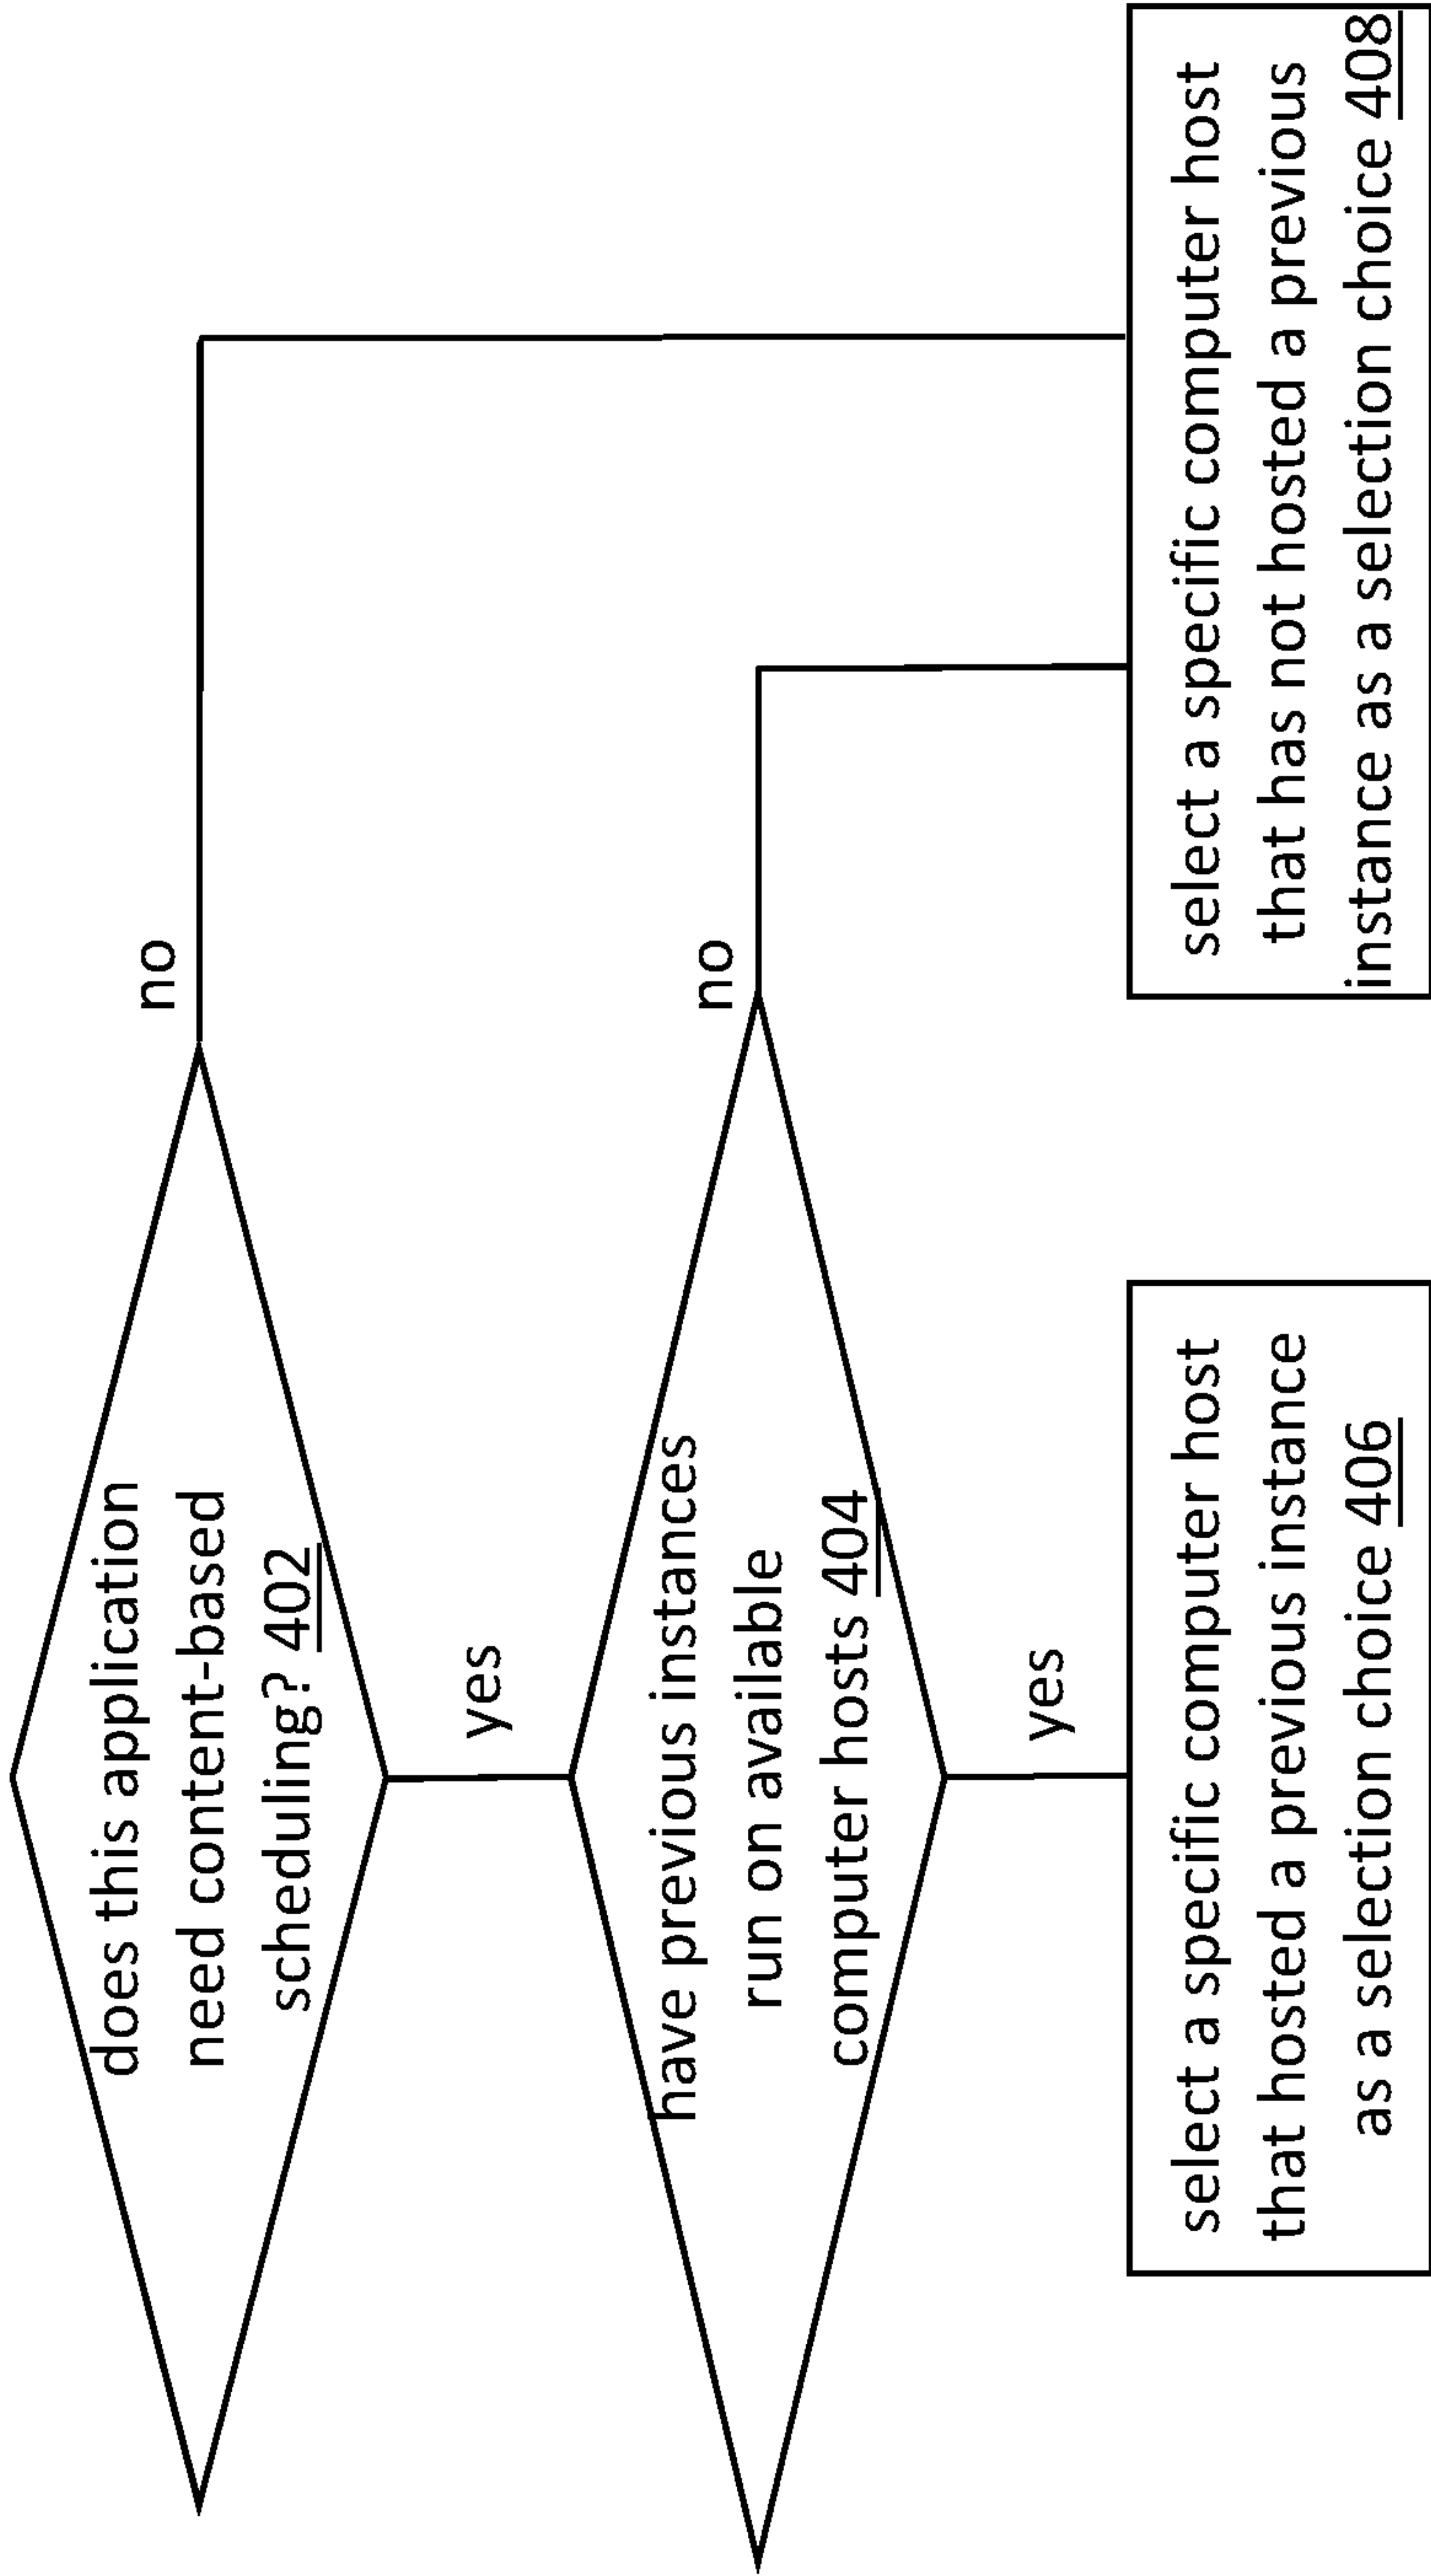 does this application
need content-based
scheduling? 402
no
yes
have previous instances
run on available
computer hosts 404
no
yes
select a specific computer host
that hosted a previous instance
as a selection choice 406
select a specific computer host
that has not hosted a previous
instance as a selection choice 408